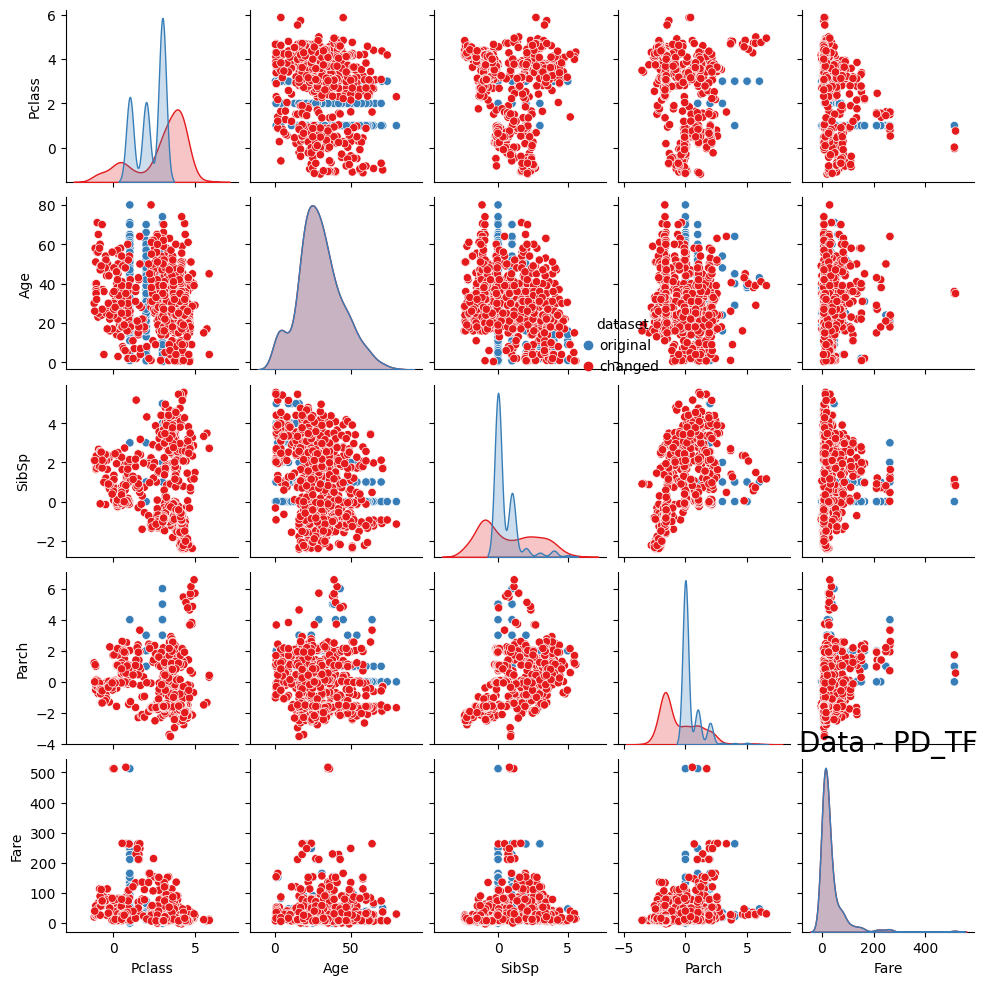 6
4
2
0
Pclass
80
60
40
20
0
Age
dataset
original
changed
4
2
0
−2
SibSp
6
4
2
0
−2
−4
Parch
Data - PD_TF
500
400
300
200
100
0
Fare
0 5 0 50 0 5 −5 0 5 0 200 400
Pclass Age SibSp Parch Fare